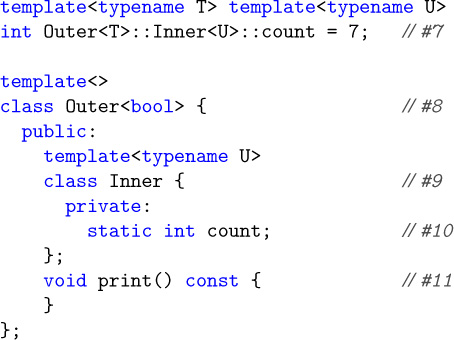 template<typename T> template<typename U>
int Outer<T>::Inner<U>::count = 7;   // #7

template<>
class Outer<bool> {                  // #8
  public:
    template<typename U>
    class Inner {                    // #9
      private:
        static int count;            // #10
    };
    void print() const {             // #11
    }
};